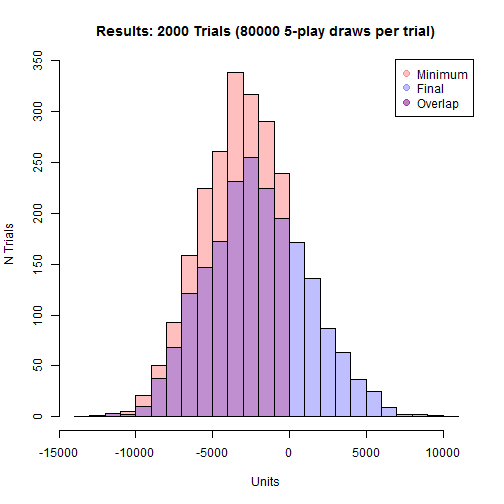 Results: 2000 Trials (80000 5-play draws per trial)
Minimum
Final
Overlap
N Trials
350
300
250
200
150
100
50
0
-15000 -10000 -5000 0 5000 10000
Units